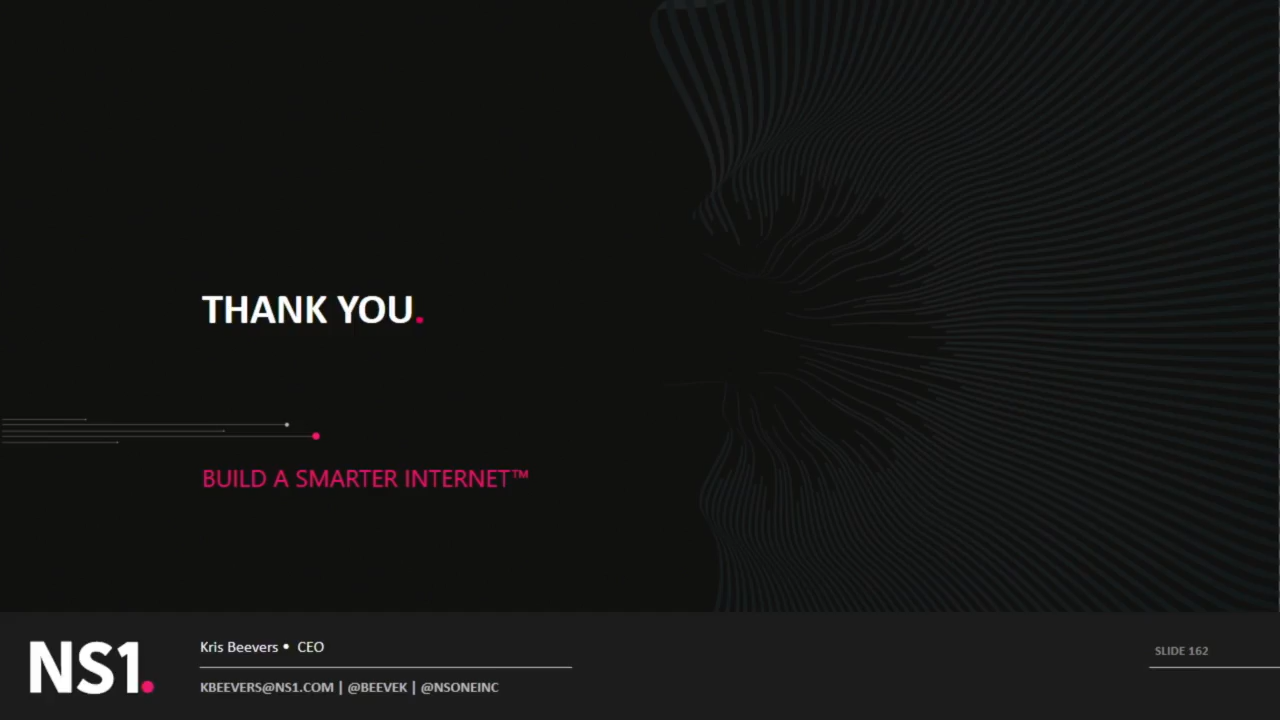 THANK YOU.
BUILD A SMARTER INTERNET™
NS1.
Kris Beevers • CEO
KBEEVERS@NS1.COM | @BEEVEK | @NSONEINC
SLIDE 162